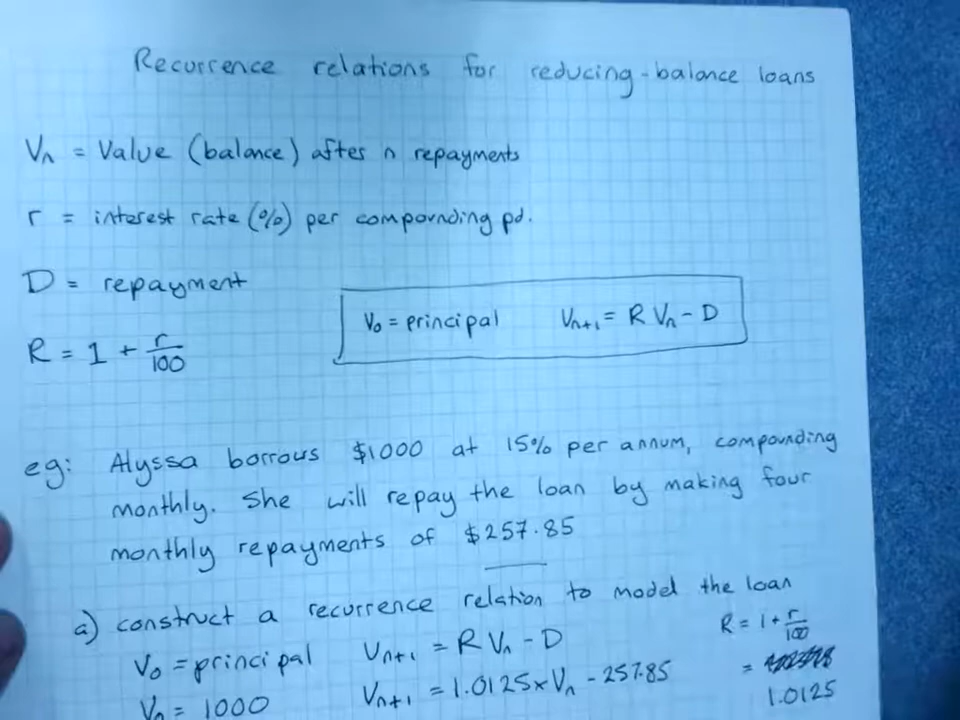 Recurrence relations for reducing-balance loans
Vn = Value (balance) after n repayments
r = interest rate (%) per compounding pd.
D = repayment
R = 1 + r/100
V0 = principal Vn+1 = R Vn - D
eg: Alyssa borrows $1000 at 15% per annum, compounding
monthly. She will repay the loan by making four
monthly repayments of $257.85
a) construct a recurrence relation to model the loan
V0 = principal Vn+1 = R Vn - D R = 1 + r/100
V0 = 1000 Vn+1 = 1.0125 x Vn - 257.85 = 1.0125